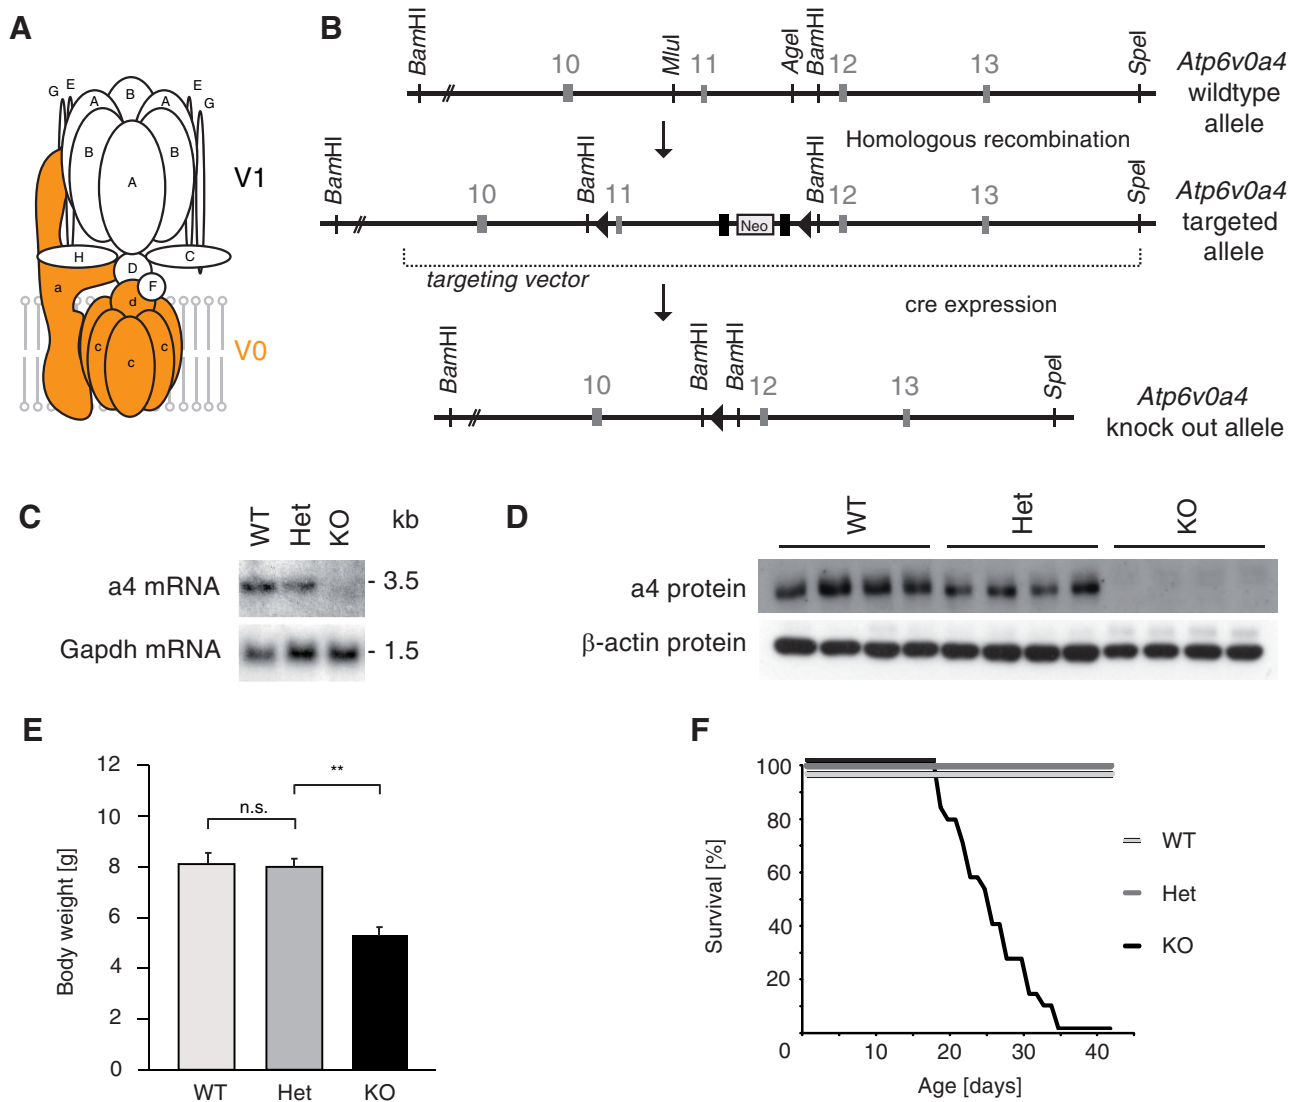 A
G
E
B
E
G
A
A
B
B
A
V1
H
D
C
a
F
d
c
c
c
V0
B
BamHI
10
MluI
11
AgeI
BamHI
12
13
SpeI
Atp6v0a4
wildtype
allele
Homologous recombination
BamHI
10
BamHI
11
Neo
BamHI
12
13
SpeI
Atp6v0a4
targeted
allele
targeting vector
cre expression
BamHI
10
BamHI
BamHI
12
13
SpeI
Atp6v0a4
knock out allele
C
WT
Het
KO
kb
a4 mRNA
- 3.5
Gapdh mRNA
- 1.5
D
WT
Het
KO
a4 protein
β-actin protein
E
Body weight [g]
12
10
8
6
4
2
0
n.s.
**
WT
Het
KO
F
Survival [%]
100
80
60
40
20
0
10
20
30
40
Age [days]
WT
Het
KO